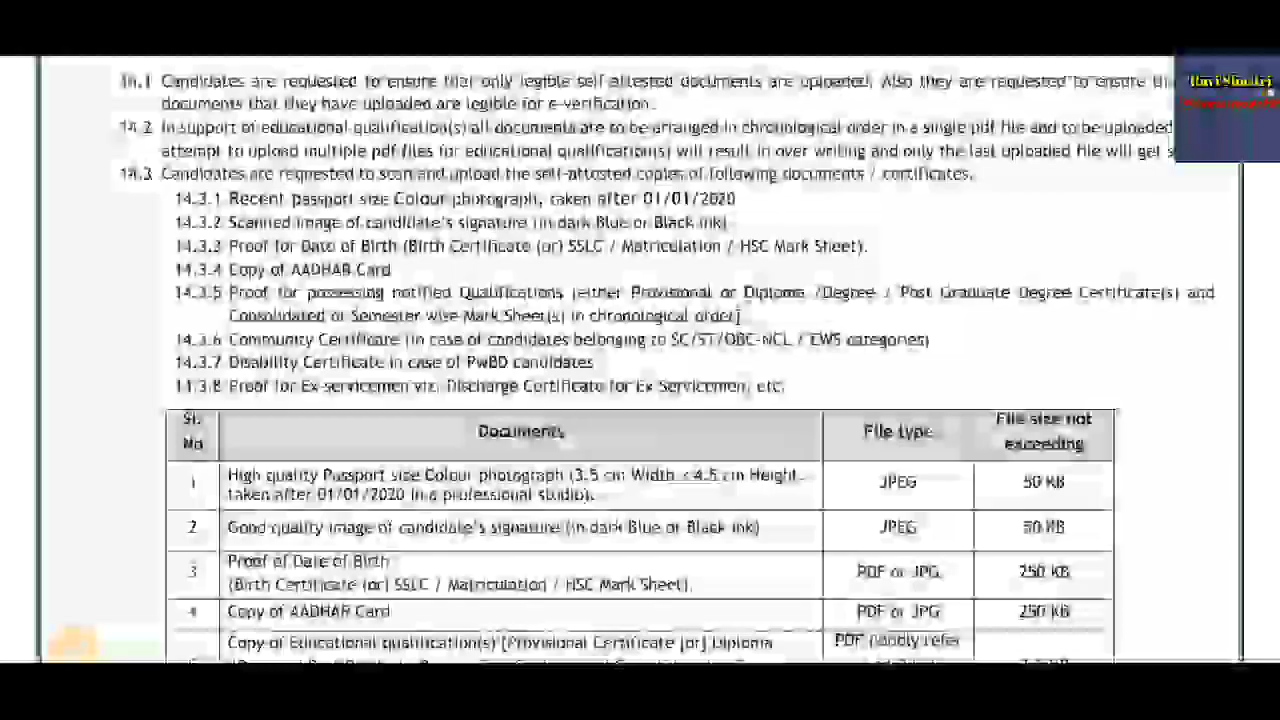 14.1 Candidates are requested to ensure that only legible self attested documents are uploaded. Also they are requested to ensure
documents that they have uploaded are legible for e-verification.
14.2 In support of educational qualification(s) all documents are to be arranged in chronological order in a single pdf file and to be uploaded
attempt to upload multiple pdf files for educational qualification(s) will result in over writing and only the last uploaded file will get
14.3 Candidates are requested to scan and upload the self-attested copies of following documents / certificates.
14.3.1 Recent passport size Colour photograph, taken after 01/01/2020
14.3.2 Scanned image of candidate's signature (in dark Blue or Black ink)
14.3.3 Proof for Date of Birth (Birth Certificate (or) SSLC / Matriculation / HSC Mark Sheet).
14.3.4 Copy of AADHAR Card
14.3.5 Proof for possessing notified Qualifications [either Provisional or Diploma /Degree / Post Graduate Degree Certificate(s) and
Consolidated or Semester wise Mark Sheet(s) in chronological order]
14.3.6 Community Certificate (in case of candidates belonging to SC/ST/OBC-NCL / EWS categories)
14.3.7 Disability Certificate in case of PwBD candidates
14.3.8 Proof for Ex-servicemen viz. Discharge Certificate for Ex Servicemen, etc.
Sl. No Documents File type File size not exceeding
1 High quality Passport size Colour photograph (3.5 cm Width x 4.5 cm Height
taken after 01/01/2020 in a professional studio). JPEG 50 KB
2 Good quality image of candidate's signature (in dark Blue or Black ink) JPEG 50 KB
3 Proof of Date of Birth
(Birth Certificate (or) SSLC / Matriculation / HSC Mark Sheet). PDF or JPG 250 KB
4 Copy of AADHAR Card PDF or JPG 250 KB
Copy of Educational qualification(s) [Provisional Certificate [or] Diploma PDF refer